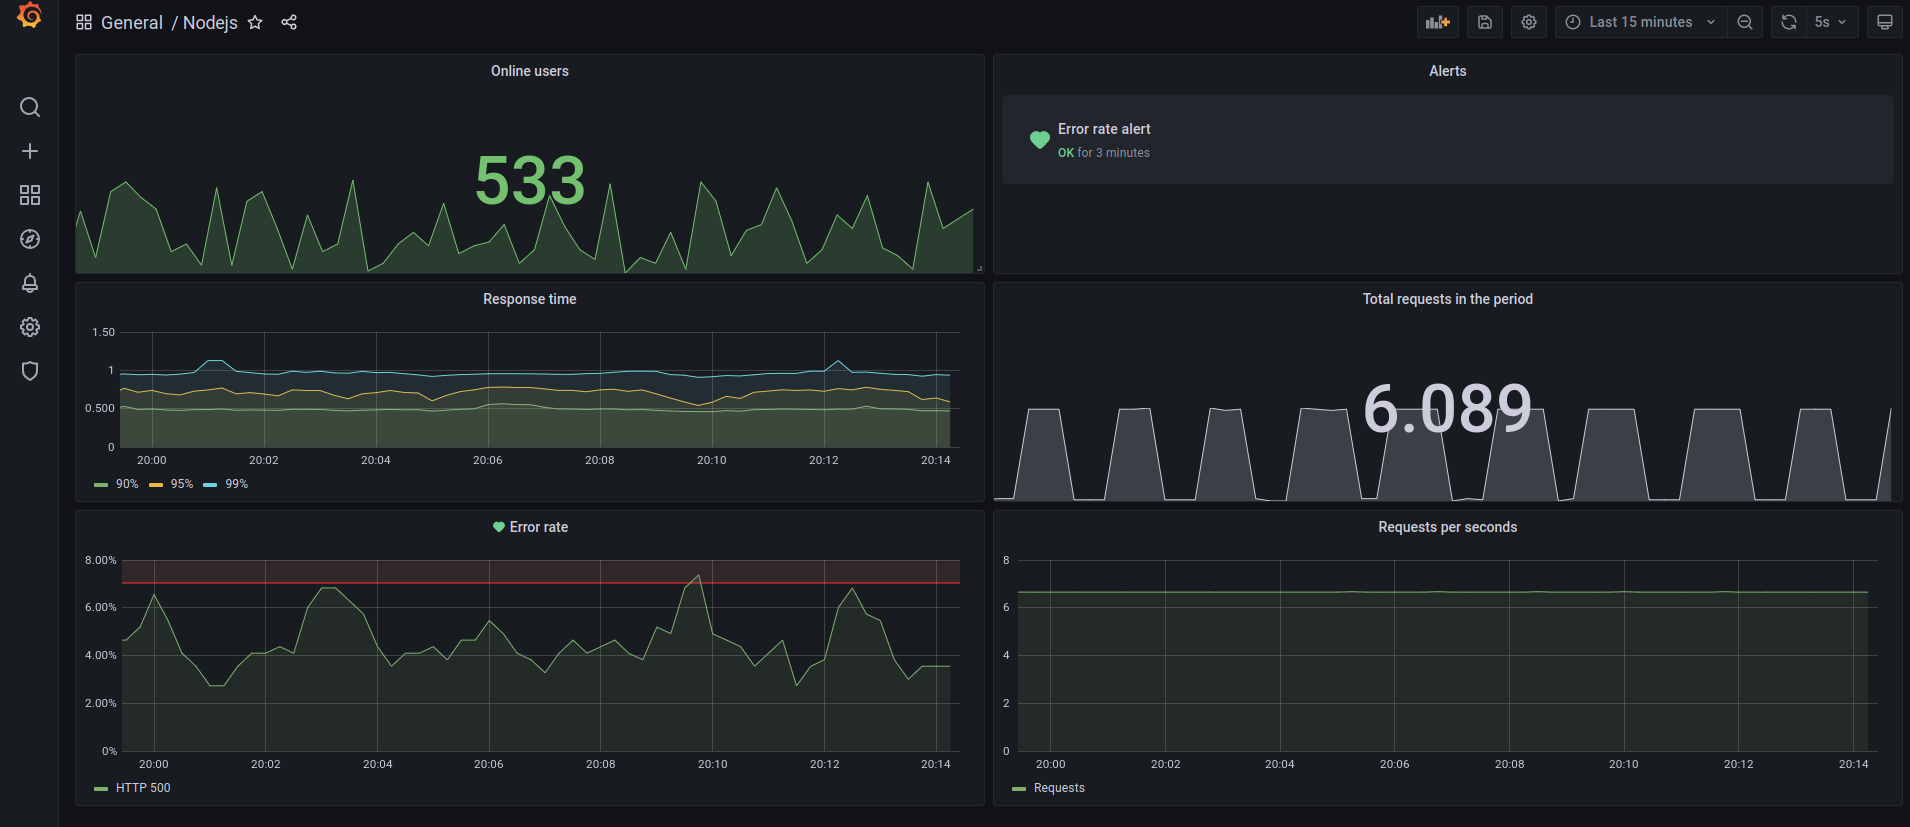 General / Nodejs
Last 15 minutes
5s
Online users
533
Alerts
Error rate alert
OK for 3 minutes
Response time
1.50
1
0.500
0
20:00 20:02 20:04 20:06 20:08 20:10 20:12 20:14
90% 95% 99%
Total requests in the period
6.089
Error rate
8.00%
6.00%
4.00%
2.00%
0%
20:00 20:02 20:04 20:06 20:08 20:10 20:12 20:14
HTTP 500
Requests per seconds
8
6
4
2
0
20:00 20:02 20:04 20:06 20:08 20:10 20:12 20:14
Requests